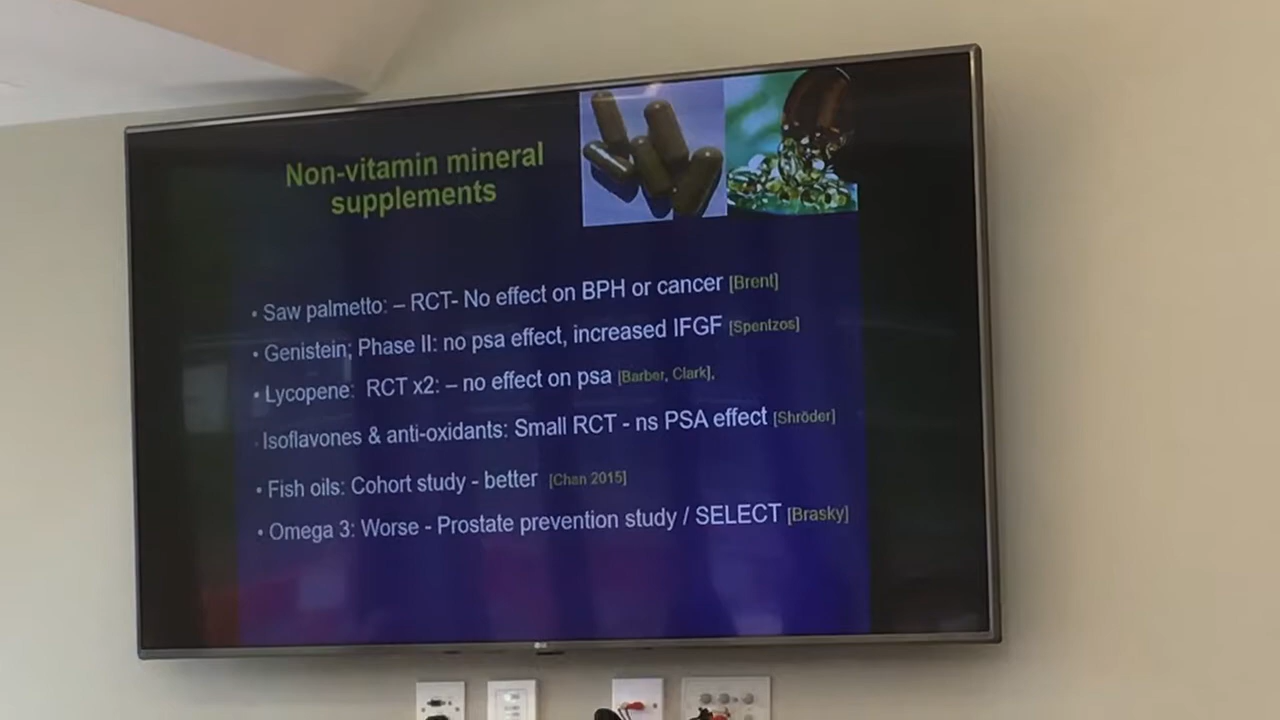 Non-vitamin mineral
supplements
• Saw palmetto: – RCT- No effect on BPH or cancer [Brent]
• Genistein; Phase II: no psa effect, increased IFGF [Spentzos]
• Lycopene: RCT x2: – no effect on psa [Barber, Clark],
· Isoflavones & anti-oxidants: Small RCT - ns PSA effect [Shröder]
• Fish oils: Cohort study - better [Chan 2015]
• Omega 3: Worse - Prostate prevention study / SELECT [Brasky]
LG